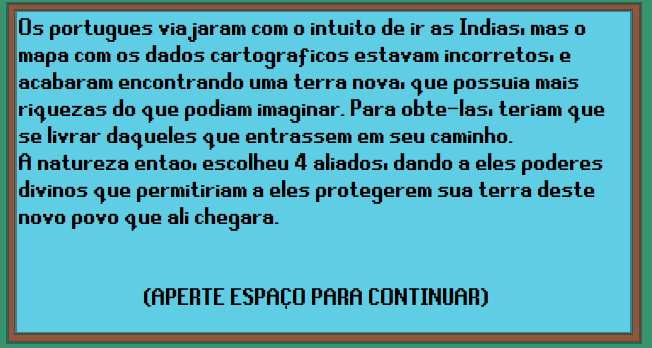 Os portugues viajaram com o intuito de ir as Indias, mas o
mapa com os dados cartograficos estavam incorretos, e
acabaram encontrando uma terra nova, que possuia mais
riquezas do que podiam imaginar. Para obte-las, teriam que
se livrar daqueles que entrassem em seu caminho.
A natureza entao, escolheu 4 aliados, dando a eles poderes
divinos que permitiriam a eles protegerem sua terra deste
novo povo que ali chegara.
(APERTE ESPAÇO PARA CONTINUAR)